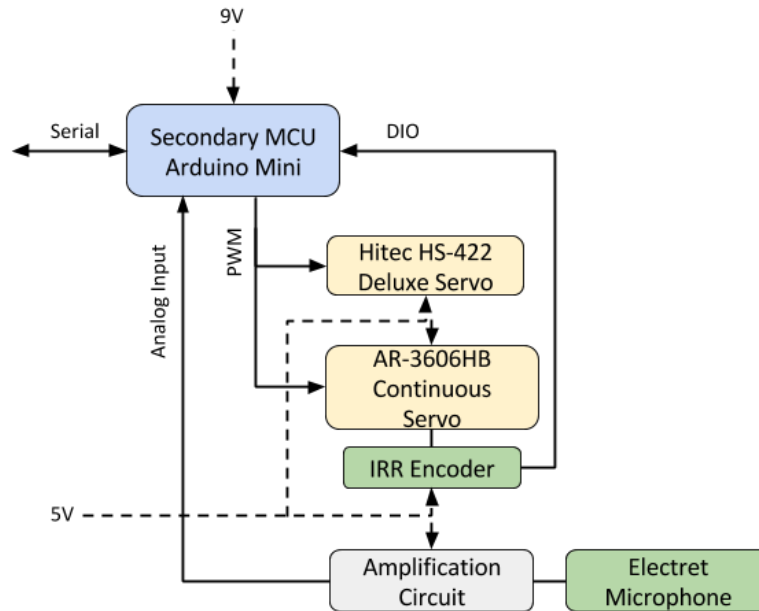 9V
Serial
Secondary MCU
Arduino Mini
DIO
Analog Input
PWM
Hitec HS-422
Deluxe Servo
AR-3606HB
Continuous
Servo
IRR Encoder
5V
Amplification
Circuit
Electret
Microphone